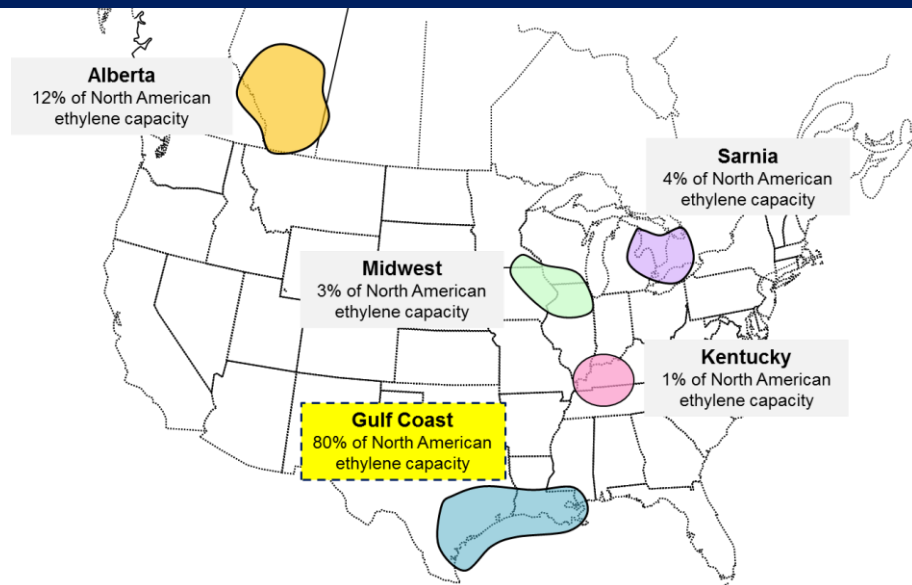 Alberta
12% of North American
ethylene capacity
Sarnia
4% of North American
ethylene capacity
Midwest
3% of North American
ethylene capacity
Kentucky
1% of North American
ethylene capacity
Gulf Coast
80% of North American
ethylene capacity